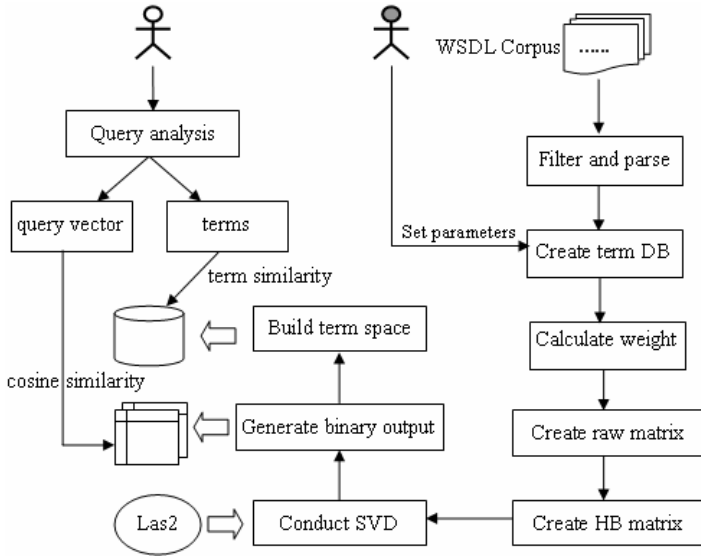 WSDL Corpus
......
Query analysis
Filter and parse
query vector
terms
Set parameters
Create term DB
term similarity
Build term space
Calculate weight
cosine similarity
Generate binary output
Create raw matrix
Las2
Conduct SVD
Create HB matrix